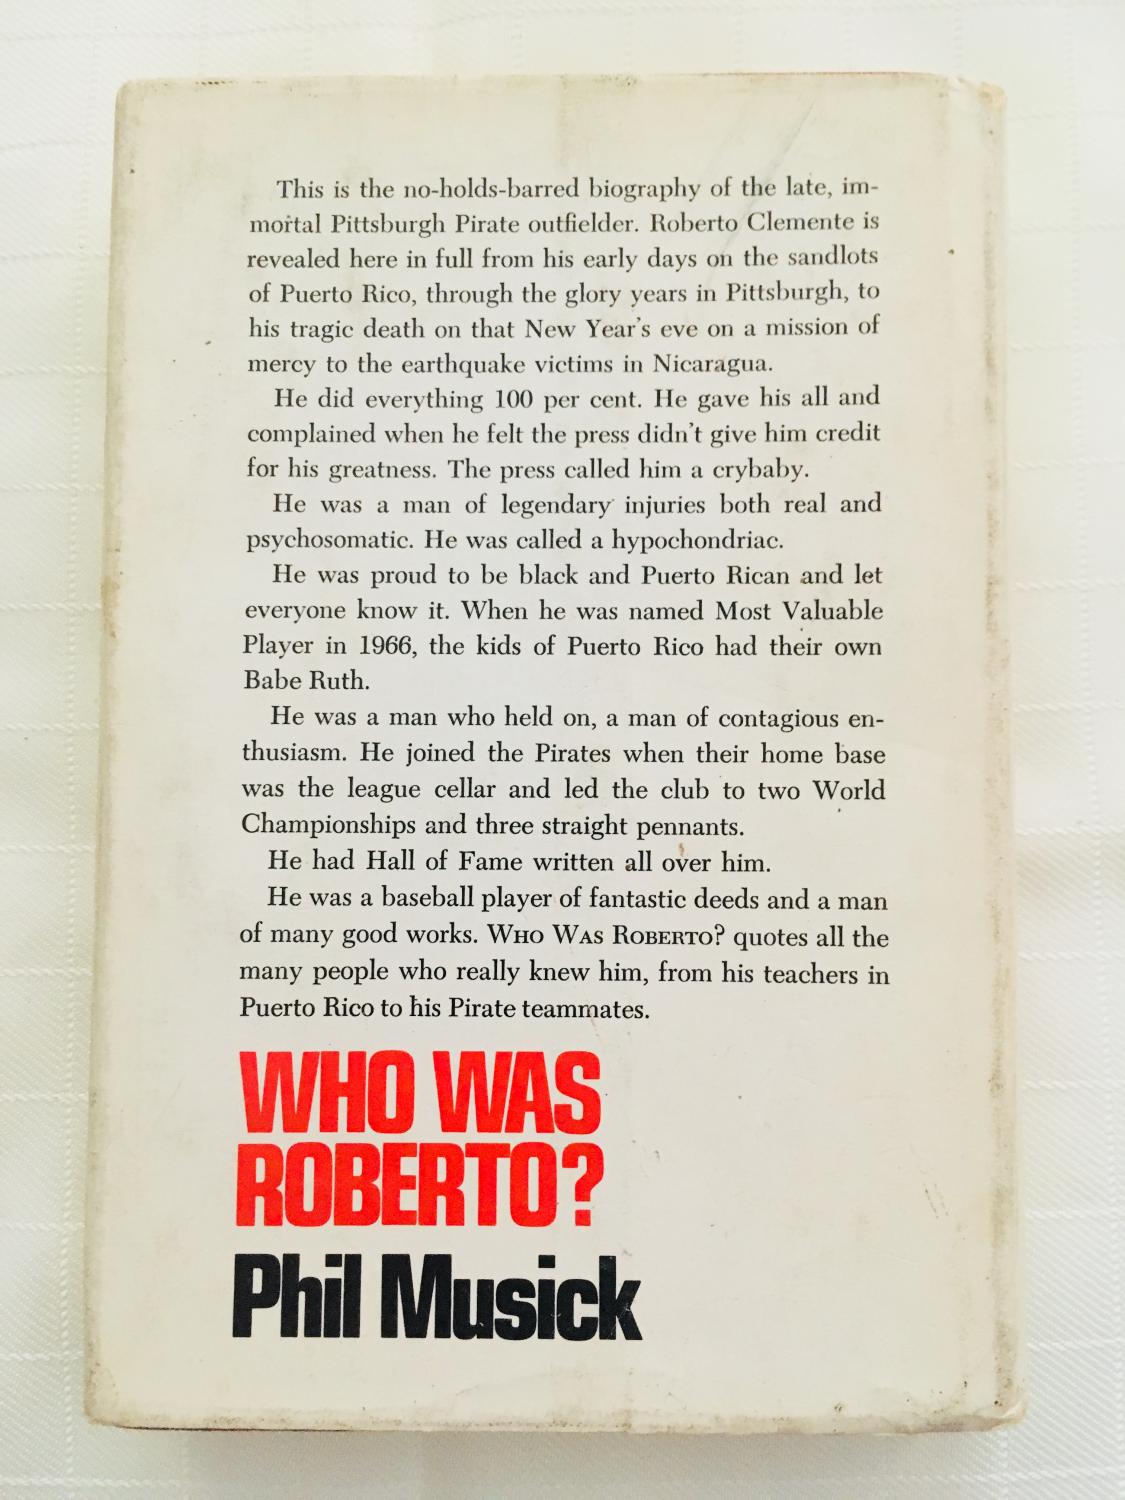 This is the no-holds-barred biography of the late, im-
mortal Pittsburgh Pirate outfielder. Roberto Clemente is
revealed here in full from his early days on the sandlots
of Puerto Rico, through the glory years in Pittsburgh, to
his tragic death on that New Year's eve on a mission of
mercy to the earthquake victims in Nicaragua.
He did everything 100 per cent. He gave his all and
complained when he felt the press didn't give him credit
for his greatness. The press called him a crybaby.
He was a man of legendary injuries both real and
psychosomatic. He was called a hypochondriac.
He was proud to be black and Puerto Rican and let
everyone know it. When he was named Most Valuable
Player in 1966, the kids of Puerto Rico had their own
Babe Ruth.
He was a man who held on, a man of contagious en-
thusiasm. He joined the Pirates when their home base
was the league cellar and led the club to two World
Championships and three straight pennants.
He had Hall of Fame written all over him.
He was a baseball player of fantastic deeds and a man
of many good works. WHO WAS ROBERTO? quotes all the
many people who really knew him, from his teachers in
Puerto Rico to his Pirate teammates.
WHO WAS
ROBERTO?
Phil Musick